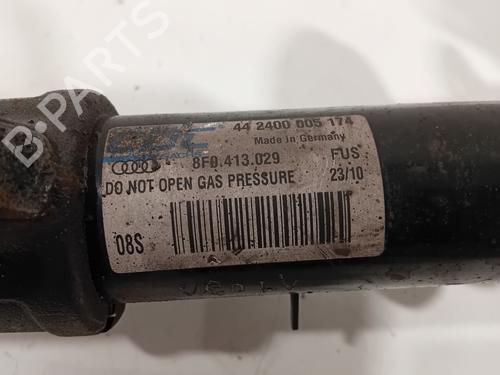 44 2400 005 174
Made in Germany
8F0.413.029
FUS
DO NOT OPEN GAS PRESSURE
23/10
08S